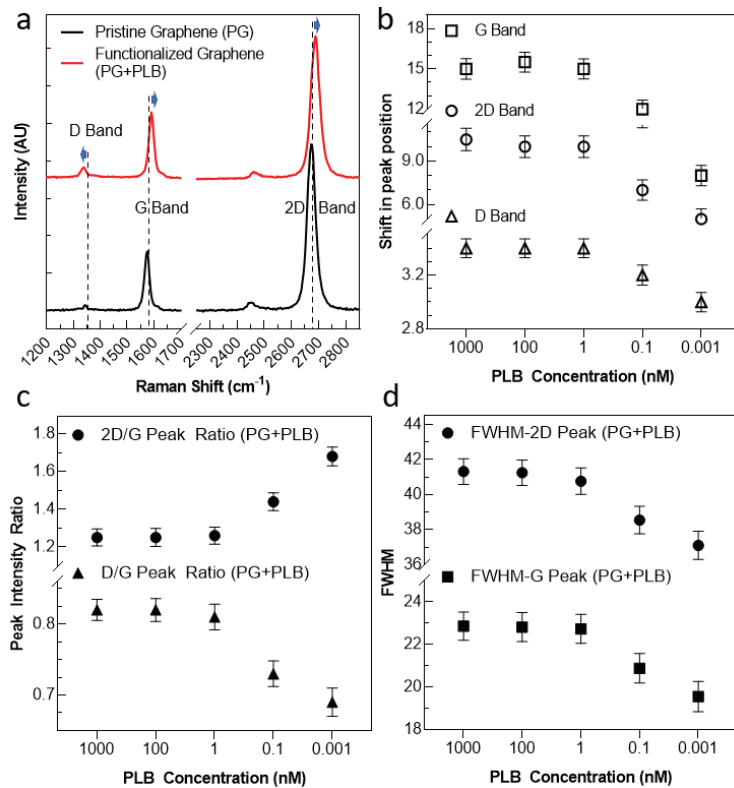 a
Pristine Graphene (PG)
Functionalized Graphene
(PG+PLB)
D Band
G Band
2D Band
Intensity (AU)
1200 1300 1400 1500 1600 1700 2300 2400 2500 2600 2700 2800
Raman Shift (cm⁻¹)
b
G Band
2D Band
D Band
18
15
12
9.0
6.0
3.2
2.8
Shift in peak position
1000 100 1 0.1 0.001
PLB Concentration (nM)
c
2D/G Peak Ratio (PG+PLB)
D/G Peak Ratio (PG+PLB)
1.8
1.6
1.4
1.2
0.8
0.7
Peak Intensity Ratio
1000 100 1 0.1 0.001
PLB Concentration (nM)
d
FWHM-2D Peak (PG+PLB)
FWHM-G Peak (PG+PLB)
43
41
38
36
24
22
20
18
FWHM
1000 100 1 0.1 0.001
PLB Concentration (nM)